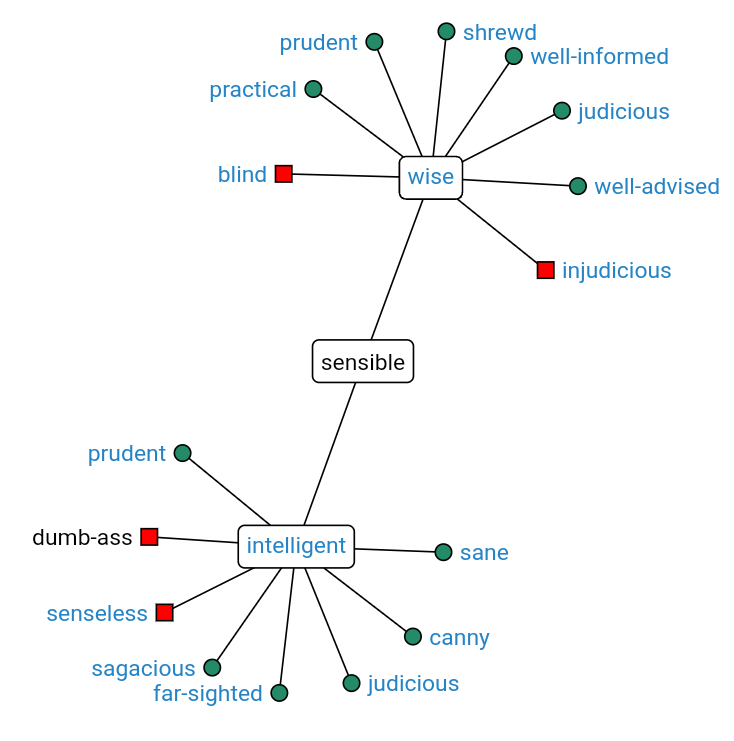 shrewd
prudent
well-informed
practical
judicious
blind
wise
well-advised
injudicious
sensible
prudent
dumb-ass
intelligent
sane
senseless
canny
sagacious
judicious
far-sighted